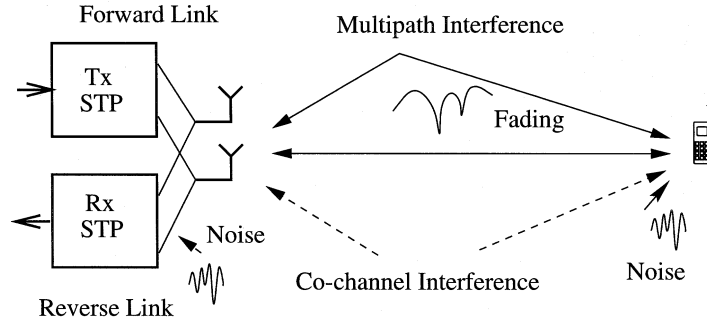 Forward Link
Multipath Interference
Tx
STP
Fading
Rx
STP
Noise
Co-channel Interference
Noise
Reverse Link